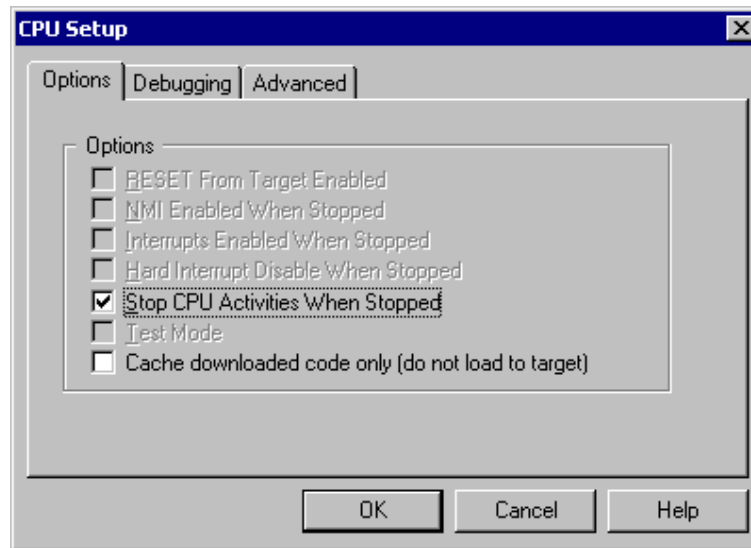 CPU Setup
Options Debugging Advanced
Options
RESET From Target Enabled
NMI Enabled When Stopped
Interrupts Enabled When Stopped
Hard Interrupt Disable When Stopped
Stop CPU Activities When Stopped
Test Mode
Cache downloaded code only (do not load to target)
OK Cancel Help